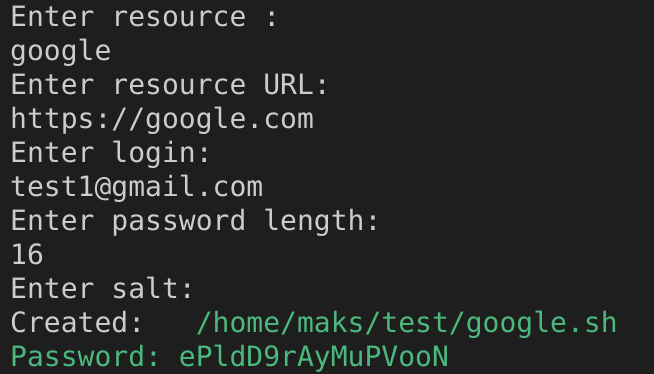 Enter resource :
google
Enter resource URL:
https://google.com
Enter login:
test1@gmail.com
Enter password length:
16
Enter salt:
Created:   /home/maks/test/google.sh
Password: ePldD9rAyMuPVooN